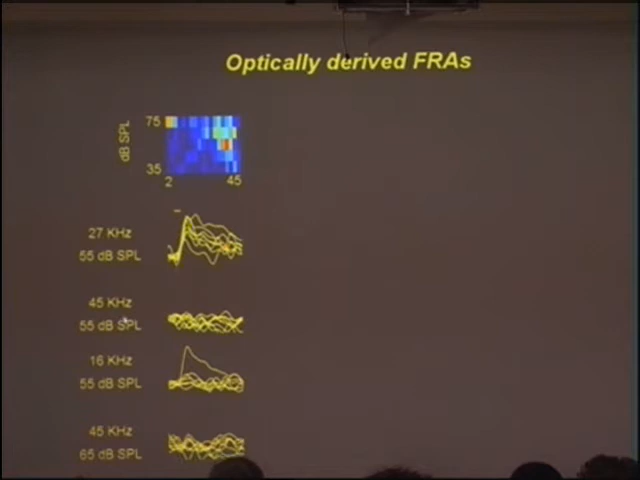 Optically derived FRAs
75
dB SPL
35
2 45
27 KHz
55 dB SPL
45 KHz
55 dB SPL
16 KHz
55 dB SPL
45 KHz
65 dB SPL